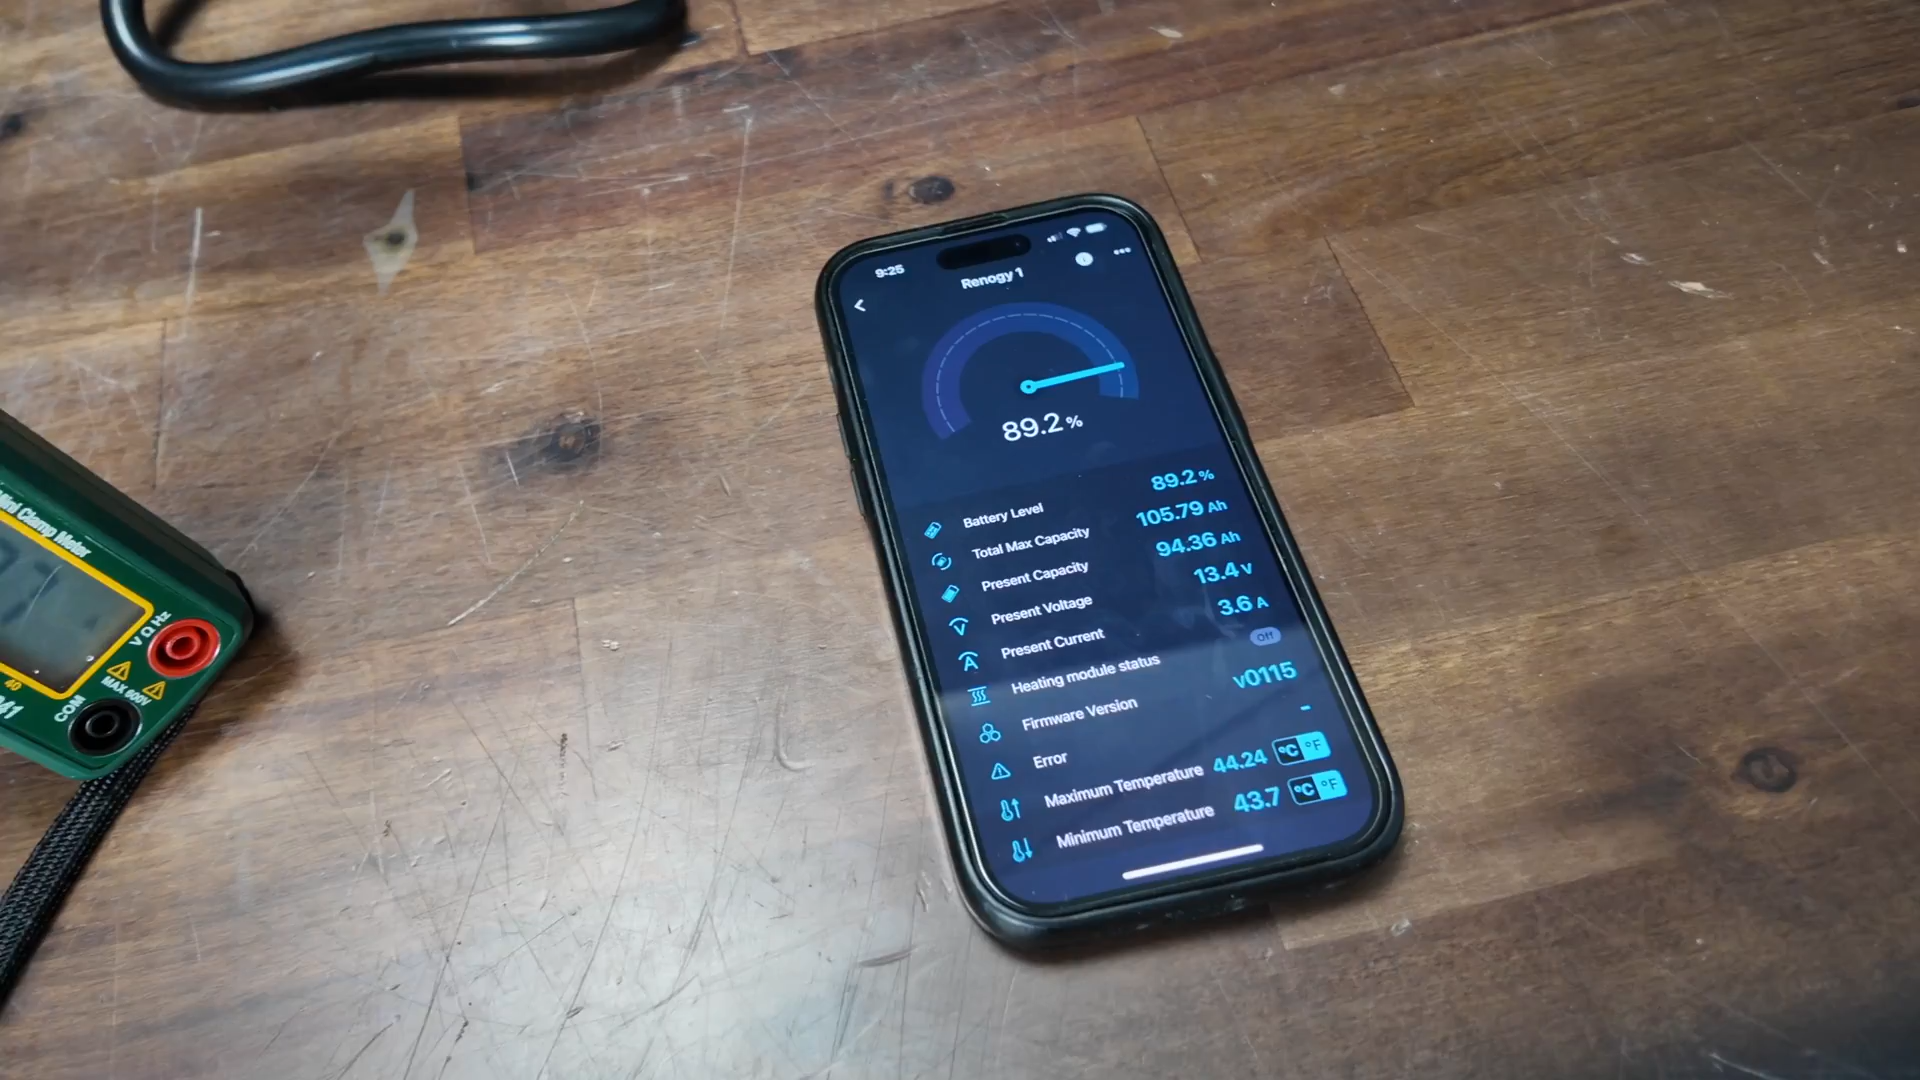 9:25
Renogy 1
89.2 %
Battery Level 89.2 %
Total Max Capacity 105.79 Ah
Present Capacity 94.36 Ah
Present Voltage 13.4 V
Present Current 3.6 A
Heating module status Off
Firmware Version v0115
Error -
Maximum Temperature 44.24 °C °F
Minimum Temperature 43.7 °C °F
Mini Clamp Meter
V Ω Hz
MAX 600V
COM
40